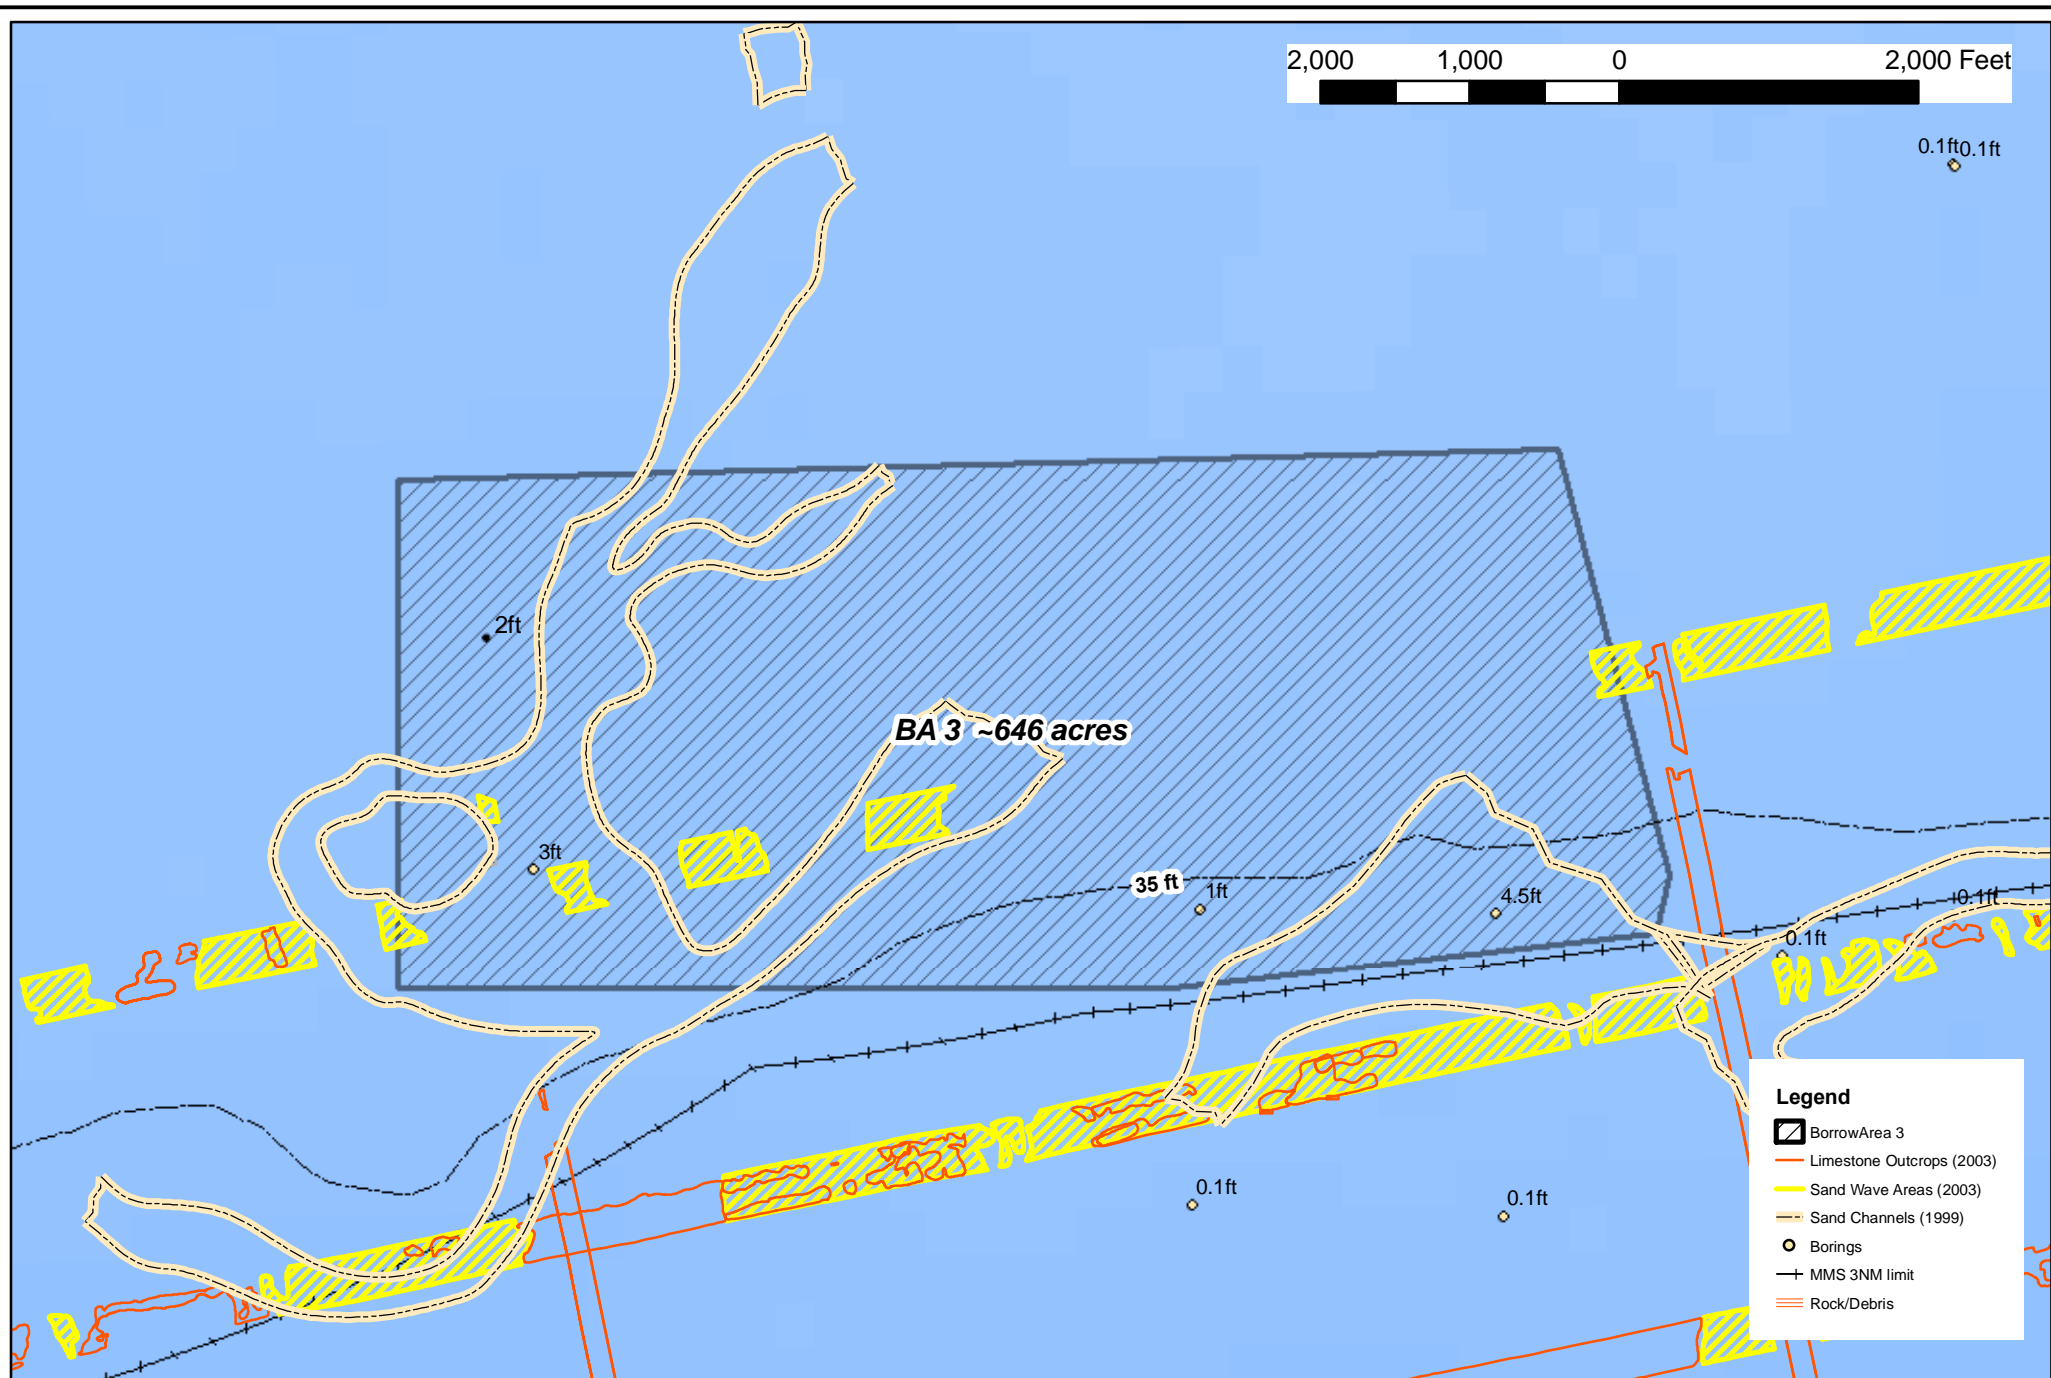 2,000 1,000 0 2,000 Feet
0.1ft 0.1ft
2ft
BA 3 ~646 acres
3ft
35 ft
1ft
4.5ft
0.1ft
0.1ft
0.1ft
0.1ft
Legend
BorrowArea 3
Limestone Outcrops (2003)
Sand Wave Areas (2003)
Sand Channels (1999)
Borings
MMS 3NM limit
Rock/Debris